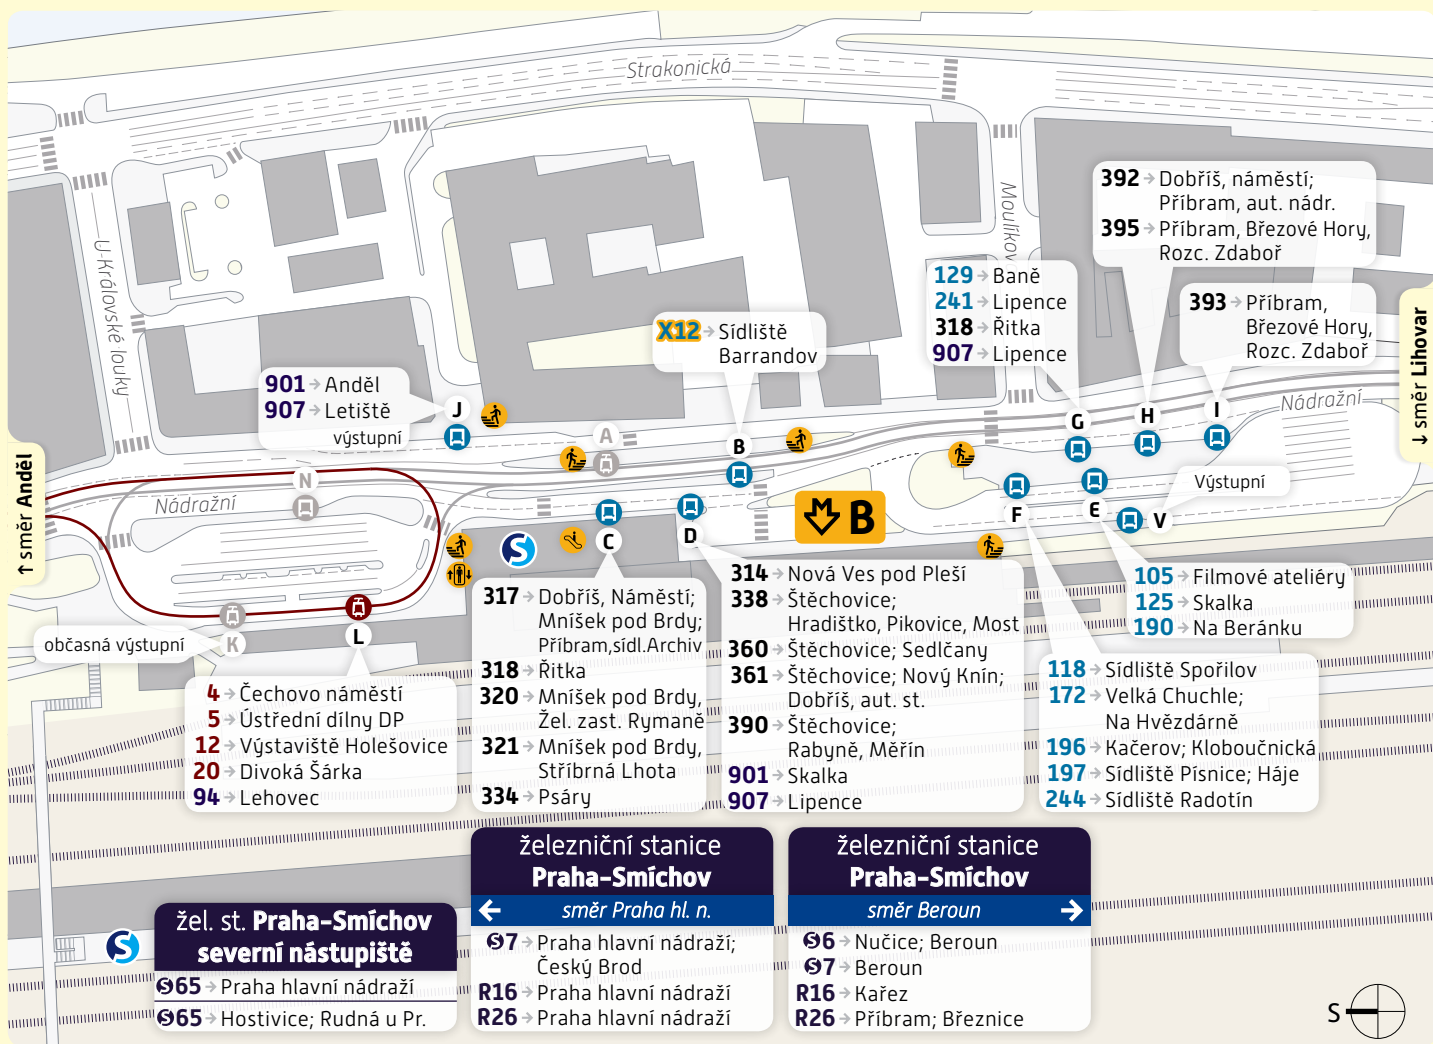 Strakonická
U Královské louky
Moulíkova
392 → Dobříš, náměstí;
Příbram, aut. nádr.
395 → Příbram, Březové Hory,
Rozc. Zdaboř
129 → Baně
241 → Lipence
318 → Řitka
907 → Lipence
393 → Příbram,
Březové Hory,
Rozc. Zdaboř
X12 → Sídliště
Barrandov
901 → Anděl
907 → Letiště
výstupní
J
A
B
G
H
I
Nádražní
↓ směr Lihovar
↑ směr Anděl
N
Nádražní
Výstupní
B
C
D
F
E
V
K
L
občasná výstupní
105 → Filmové ateliéry
125 → Skalka
190 → Na Beránku
317 → Dobříš, Náměstí;
Mníšek pod Brdy;
Příbram,sídl.Archiv
318 → Řitka
320 → Mníšek pod Brdy,
Žel. zast. Rymaně
321 → Mníšek pod Brdy,
Stříbrná Lhota
334 → Psáry
314 → Nová Ves pod Pleší
338 → Štěchovice;
Hradištko, Pikovice, Most
360 → Štěchovice; Sedlčany
361 → Štěchovice; Nový Knín;
Dobříš, aut. st.
390 → Štěchovice;
Rabyně, Měřín
901 → Skalka
907 → Lipence
118 → Sídliště Spořilov
172 → Velká Chuchle;
Na Hvězdárně
196 → Kačerov; Kloboučnická
197 → Sídliště Písnice; Háje
244 → Sídliště Radotín
4 → Čechovo náměstí
5 → Ústřední dílny DP
12 → Výstaviště Holešovice
20 → Divoká Šárka
94 → Lehovec
žel. st. Praha-Smíchov
severní nástupiště
S65 → Praha hlavní nádraží
S65 → Hostivice; Rudná u Pr.
železniční stanice
Praha-Smíchov
← směr Praha hl. n.
S7 → Praha hlavní nádraží;
Český Brod
R16 → Praha hlavní nádraží
R26 → Praha hlavní nádraží
železniční stanice
Praha-Smíchov
směr Beroun →
S6 → Nučice; Beroun
S7 → Beroun
R16 → Kařez
R26 → Příbram; Březnice
S
S
S